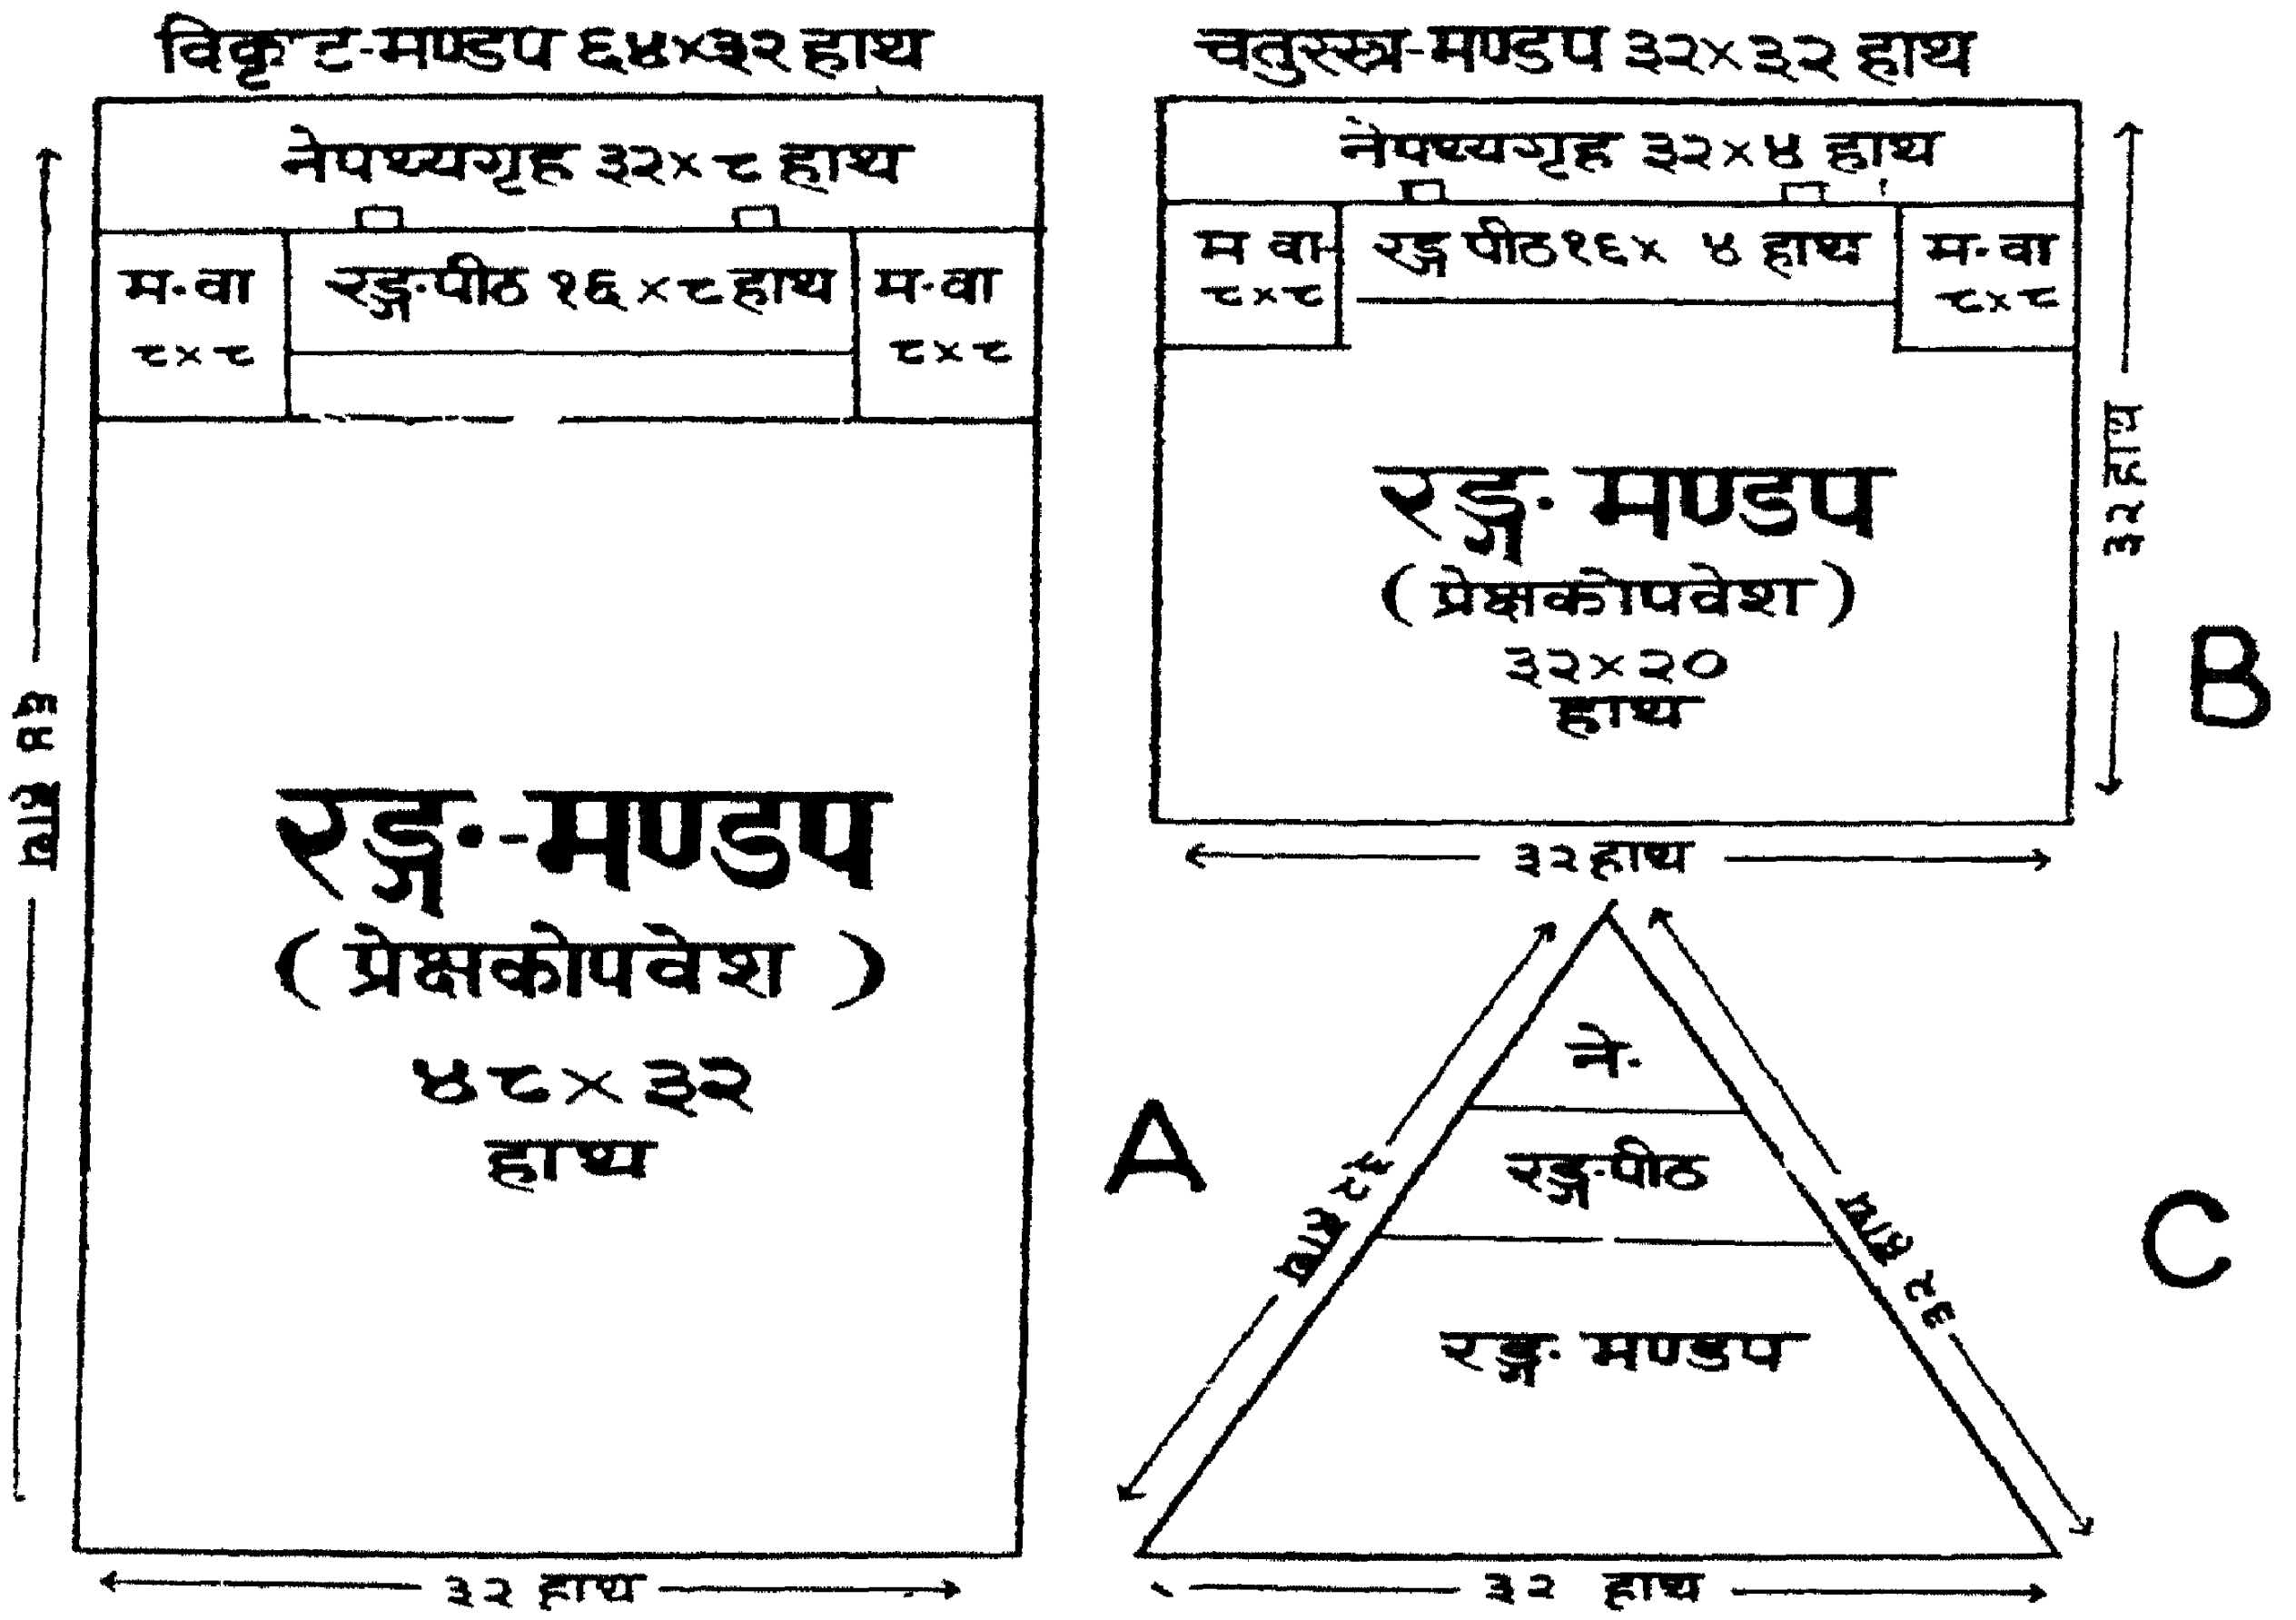 विकृट-मण्डप ६४×३२ हाथ
नेपथ्यगृह ३२×८ हाथ
म·वा
८×८
रङ्ग·पीठ १६×८ हाथ
म·वा
८×८
६४ हाथ
रङ्ग·-मण्डप
(प्रेक्षकोपवेश)
४८×३२
हाथ
३२ हाथ
A
चतुस्स्त्र-मण्डप ३२×३२ हाथ
नेपथ्यगृह ३२×४ हाथ
म वा
८×८
रङ्ग पीठ १६× ४ हाथ
म·वा
८×८
रङ्ग· मण्डप
(प्रेक्षकोपवेश)
३२×२०
हाथ
३२ हाथ
३२ हाथ
B
ने·
रङ्ग·पीठ
रङ्ग· मण्डप
३२ हाथ
३२ हाथ
३२ हाथ
C